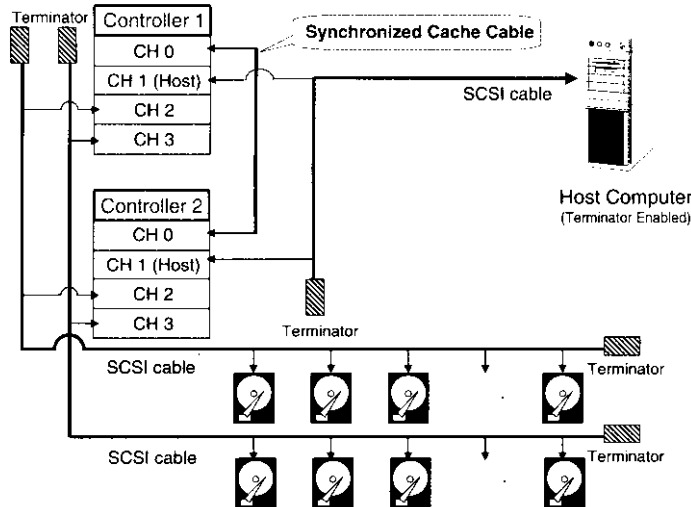 Terminator
Controller 1
CH 0
CH 1 (Host)
CH 2
CH 3
Synchronized Cache Cable
SCSI cable
Host Computer
(Terminator Enabled)
Controller 2
CH 0
CH 1 (Host)
CH 2
CH 3
Terminator
SCSI cable
Terminator
SCSI cable
Terminator